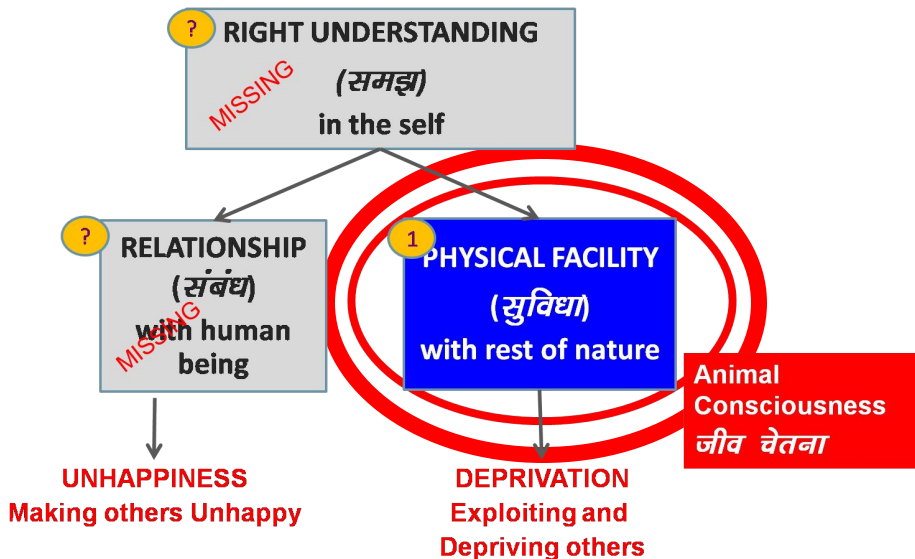 ?
RIGHT UNDERSTANDING
MISSING
(समझ)
in the self
?
RELATIONSHIP
(संबंध)
MISSING
with human
being
1
PHYSICAL FACILITY
(सुविधा)
with rest of nature
Animal
Consciousness
जीव चेतना
UNHAPPINESS
Making others Unhappy
DEPRIVATION
Exploiting and
Depriving others